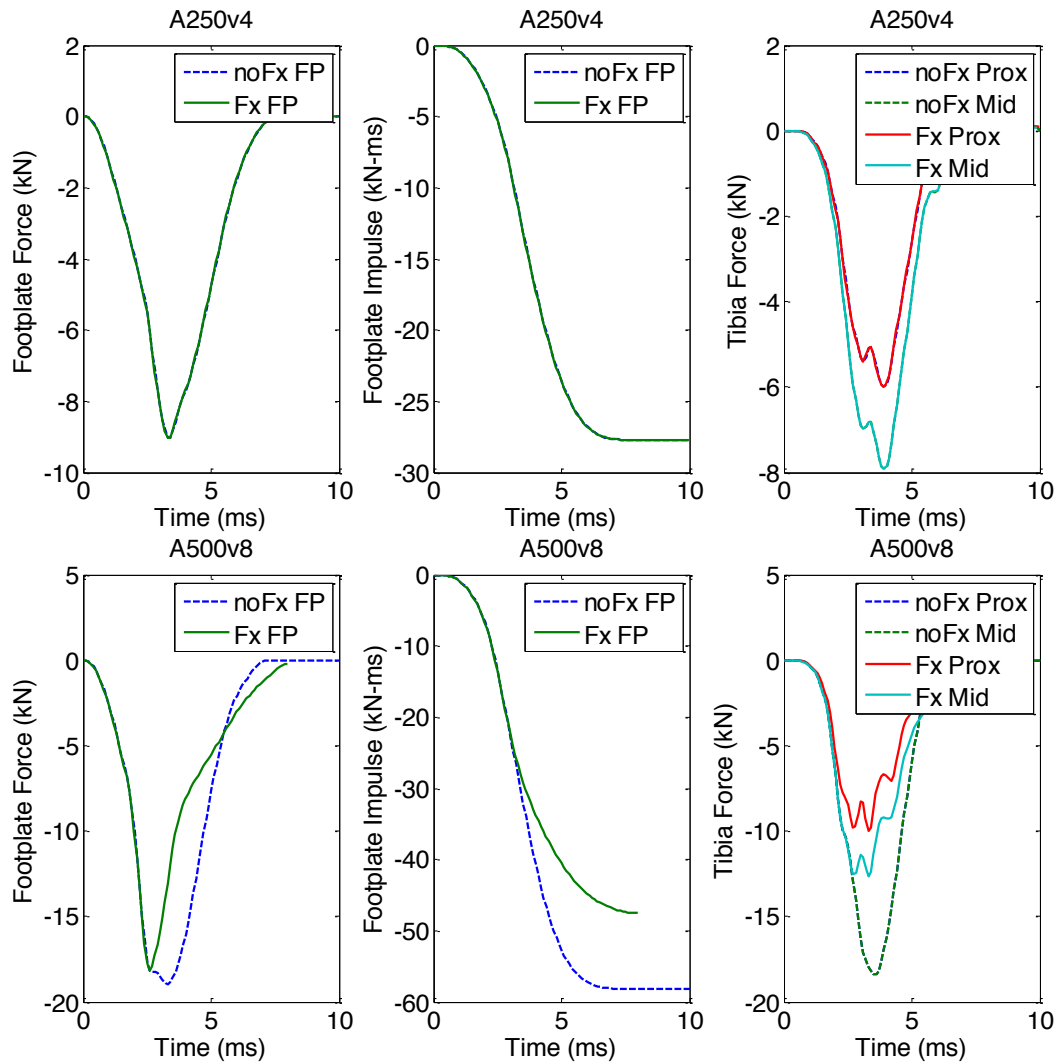 A250v4
2
0
-2
-4
-6
-8
-10
0
5
10
Footplate Force (kN)
Time (ms)
noFx FP
Fx FP
A250v4
0
-5
-10
-15
-20
-25
-30
0
5
10
Footplate Impulse (kN-ms)
Time (ms)
noFx FP
Fx FP
A250v4
2
0
-2
-4
-6
-8
0
5
10
Tibia Force (kN)
Time (ms)
noFx Prox
noFx Mid
Fx Prox
Fx Mid
A500v8
5
0
-5
-10
-15
-20
0
5
10
Footplate Force (kN)
Time (ms)
noFx FP
Fx FP
A500v8
0
-10
-20
-30
-40
-50
-60
0
5
10
Footplate Impulse (kN-ms)
Time (ms)
noFx FP
Fx FP
A500v8
5
0
-5
-10
-15
-20
0
5
10
Tibia Force (kN)
Time (ms)
noFx Prox
noFx Mid
Fx Prox
Fx Mid